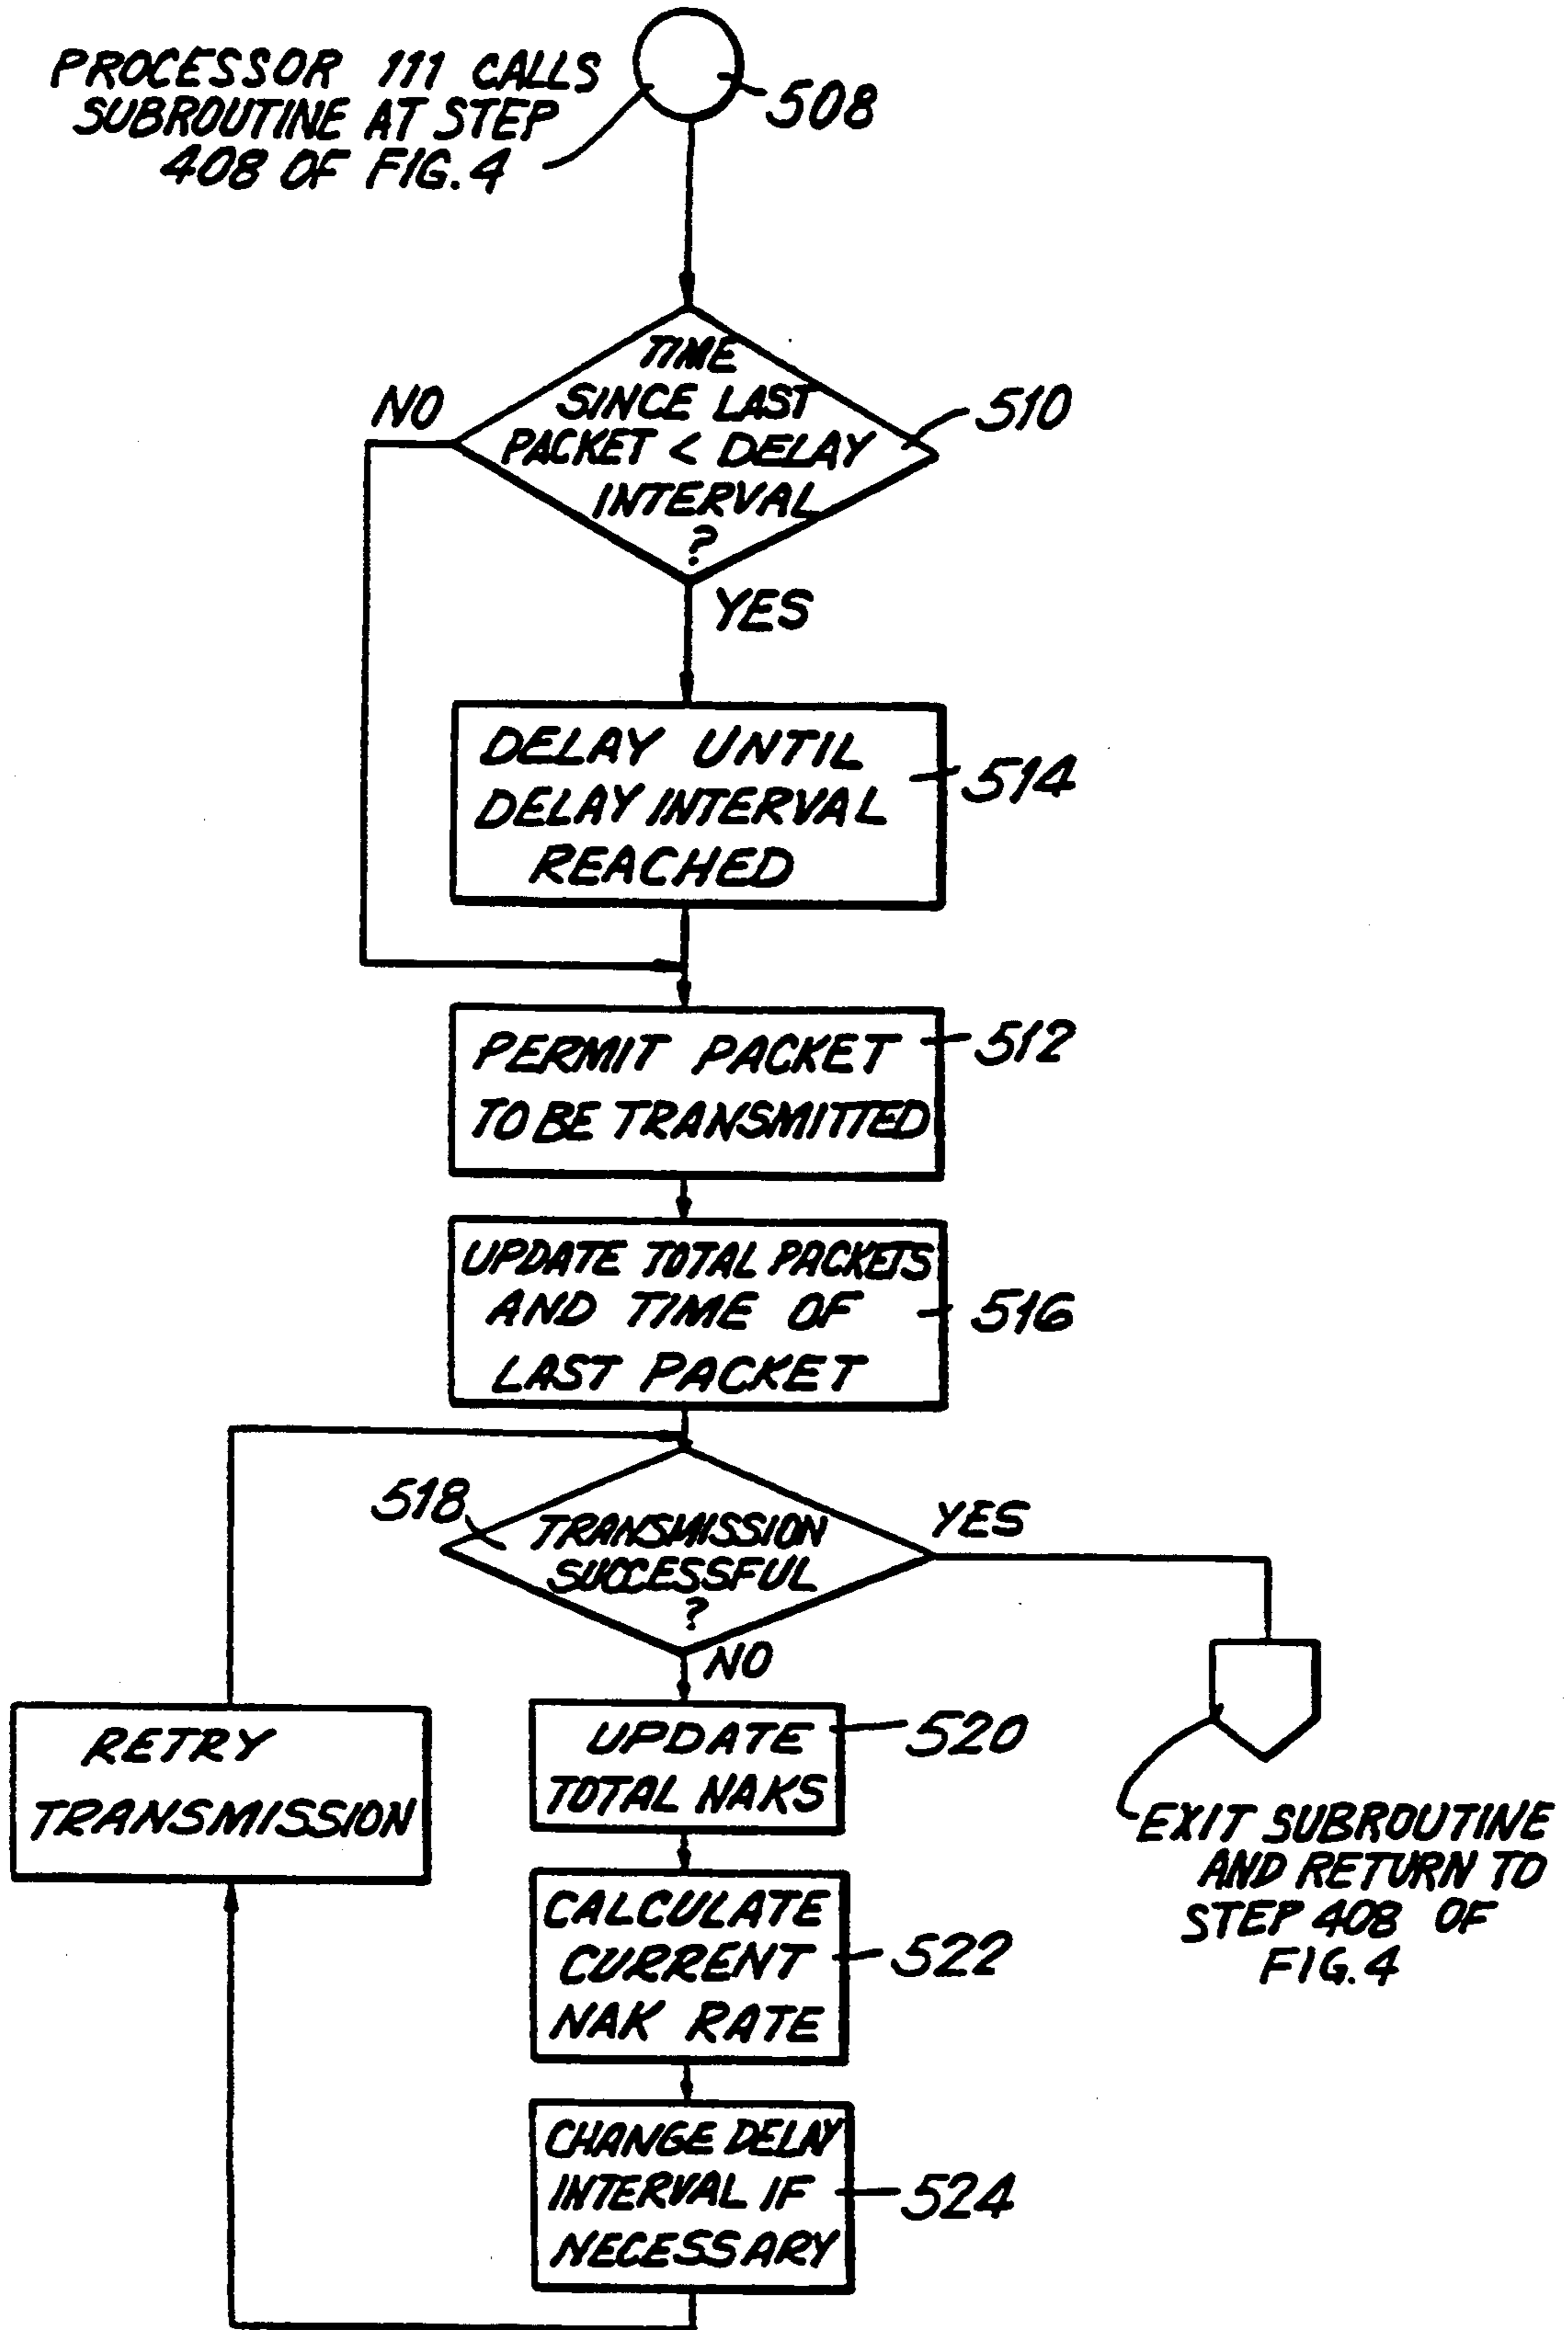 PROCESSOR 111 CALLS
SUBROUTINE AT STEP
408 OF FIG. 4
508
TIME
SINCE LAST
PACKET < DELAY
INTERVAL
?
510
NO
YES
DELAY UNTIL
DELAY INTERVAL
REACHED
514
PERMIT PACKET
TO BE TRANSMITTED
512
UPDATE TOTAL PACKETS
AND TIME OF
LAST PACKET
516
518
TRANSMISSION
SUCCESSFUL
?
YES
NO
RETRY
TRANSMISSION
UPDATE
TOTAL NAKS
520
EXIT SUBROUTINE
AND RETURN TO
STEP 408 OF
FIG. 4
CALCULATE
CURRENT
NAK RATE
522
CHANGE DELAY
INTERVAL IF
NECESSARY
524